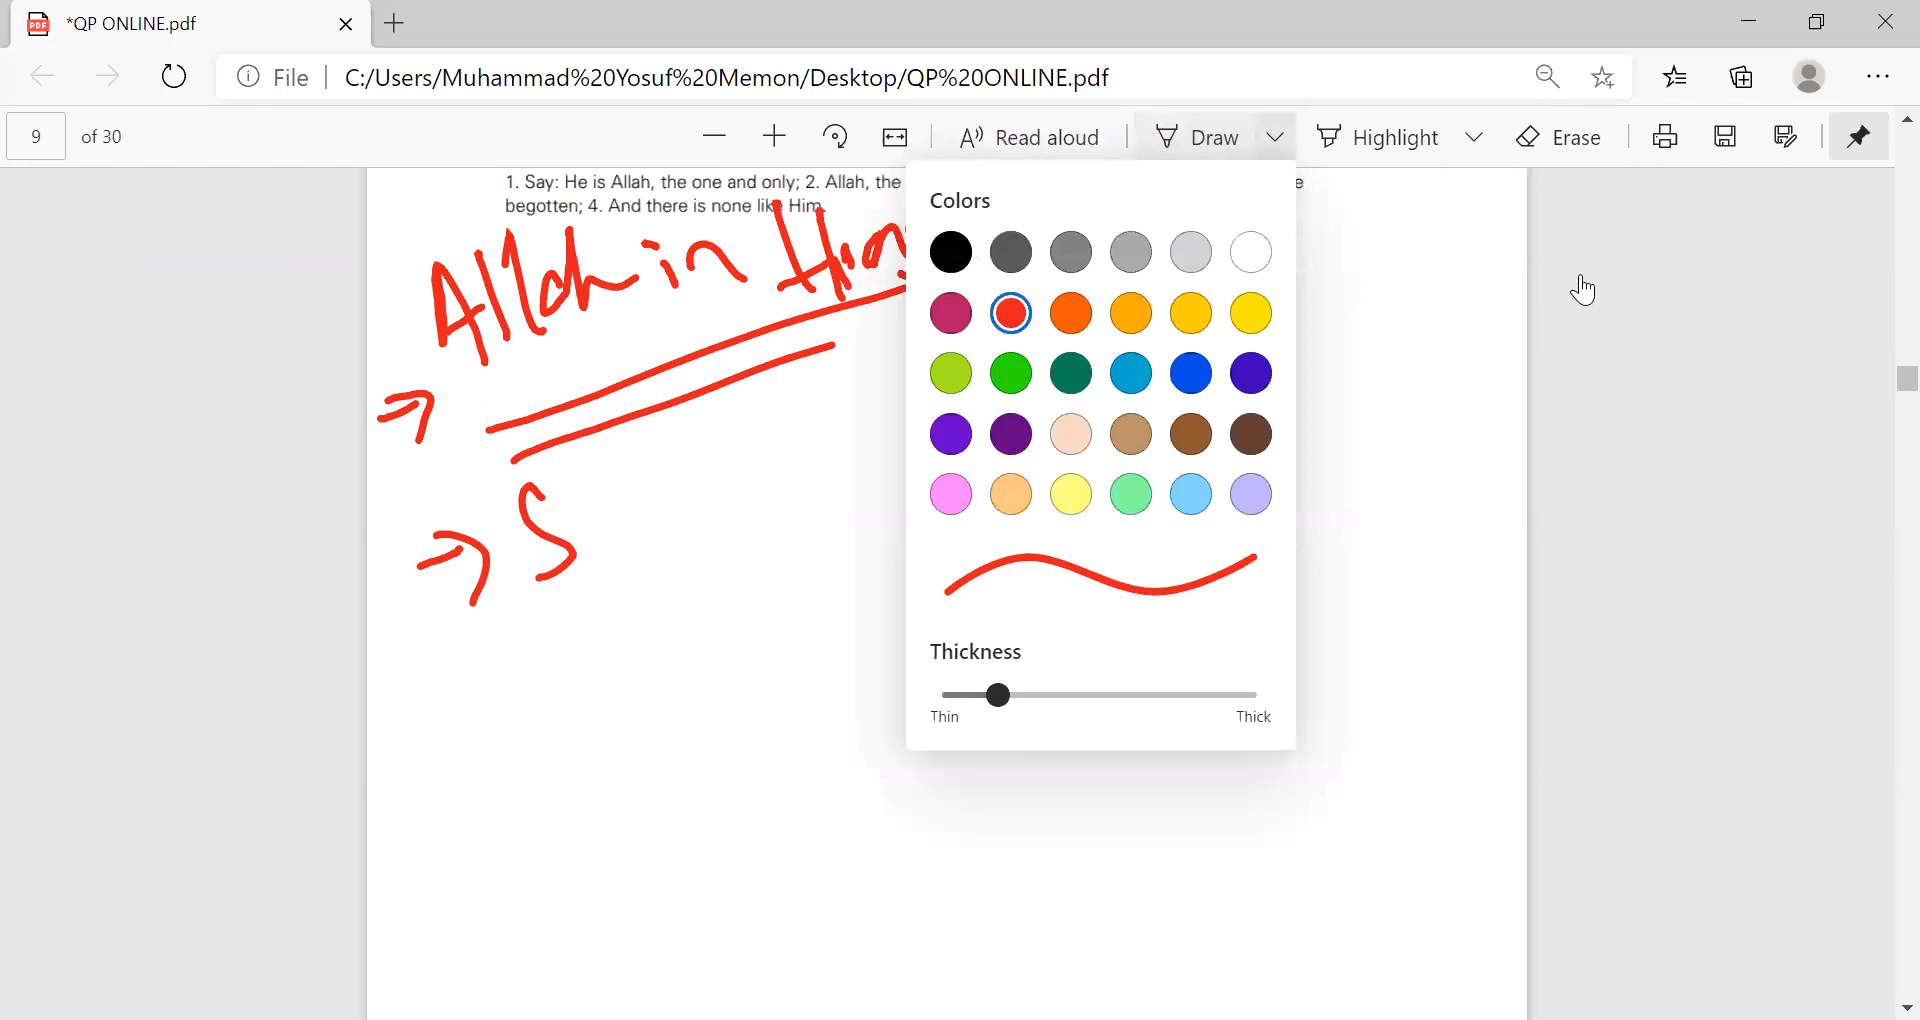 *QP ONLINE.pdf
File | C:/Users/Muhammad%20Yosuf%20Memon/Desktop/QP%20ONLINE.pdf
9 of 30 Read aloud Draw Highlight Erase
1. Say: He is Allah, the one and only; 2. Allah, the
begotten; 4. And there is none like Him.
Allah in
S
Colors
Thickness
Thin Thick